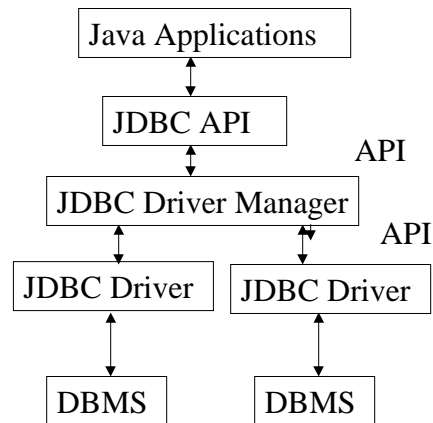 Java Applications
JDBC API
API
JDBC Driver Manager
API
JDBC Driver
JDBC Driver
DBMS
DBMS